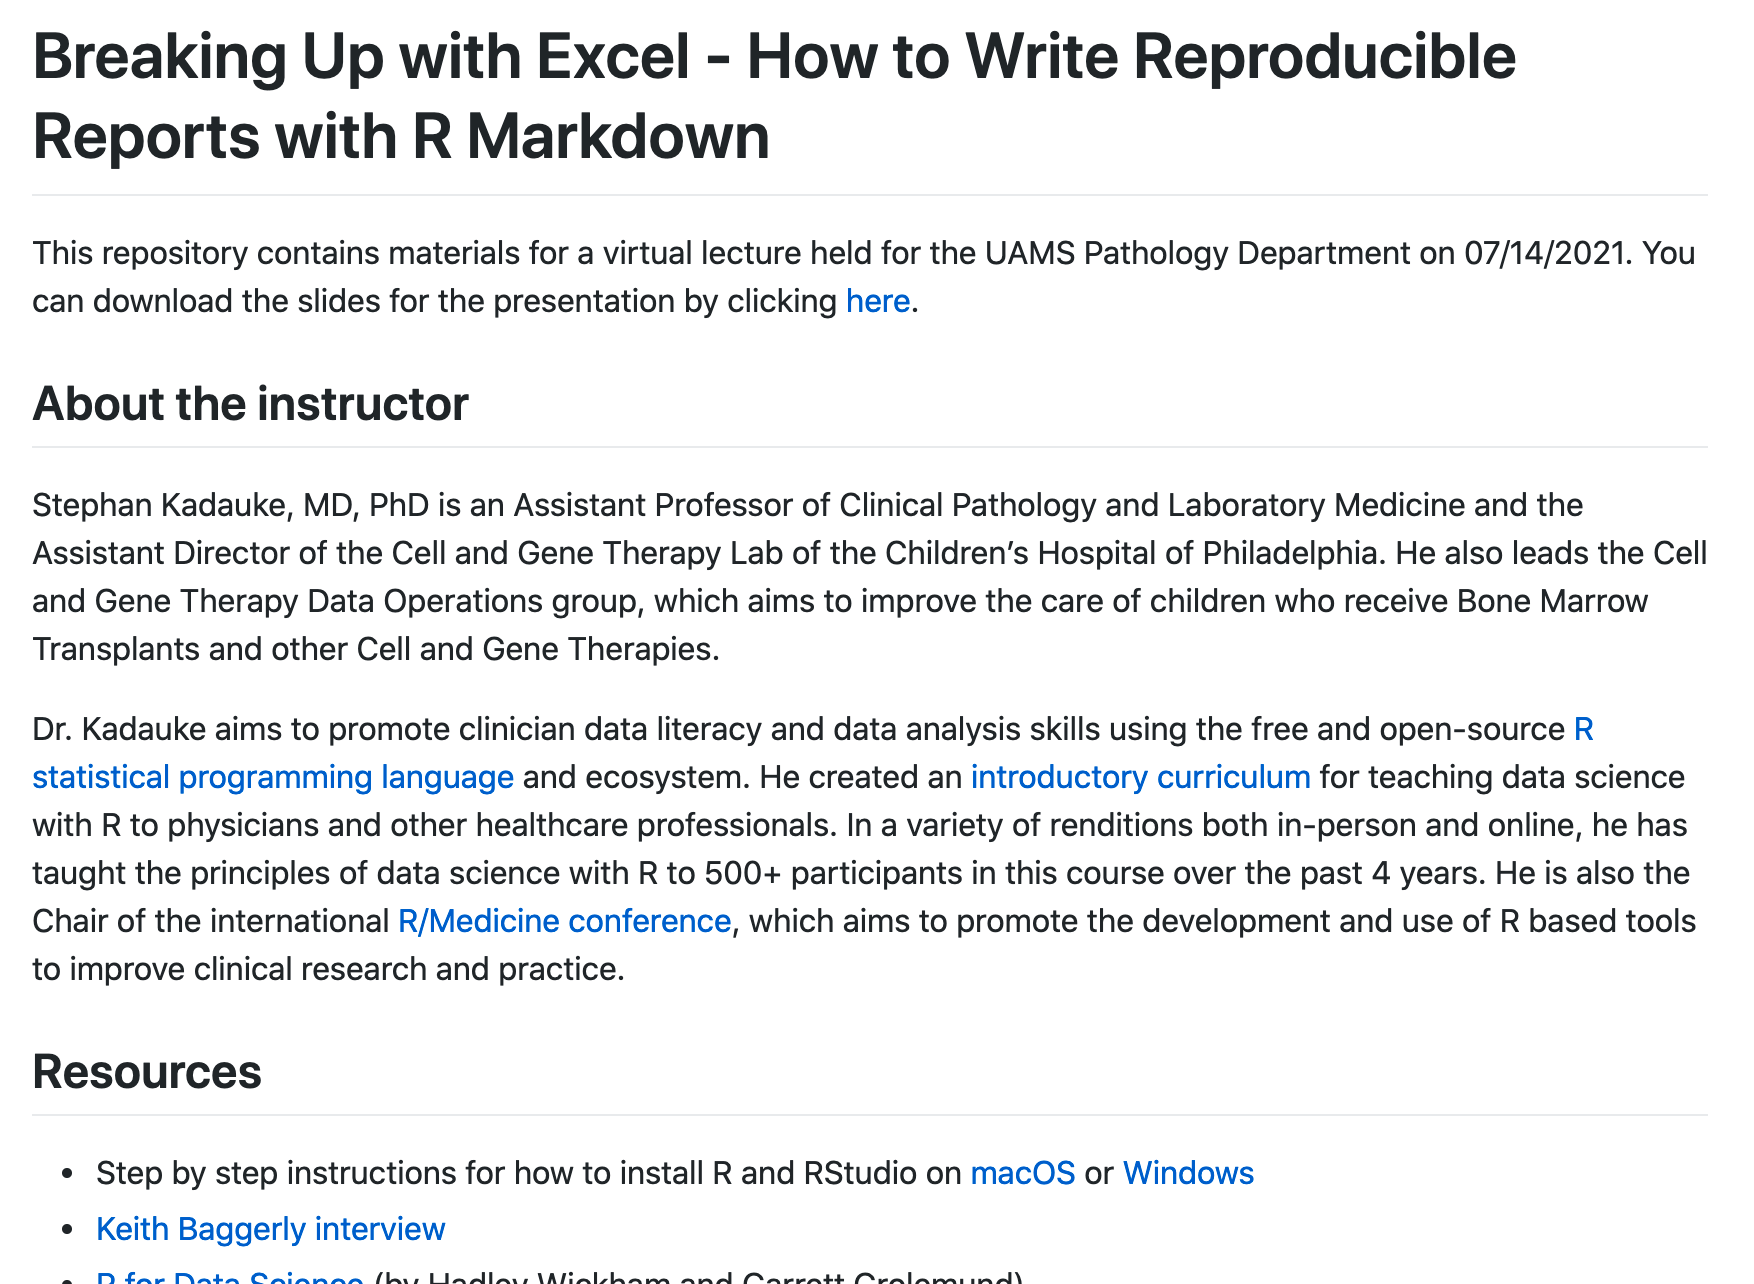 Breaking Up with Excel - How to Write Reproducible
Reports with R Markdown
This repository contains materials for a virtual lecture held for the UAMS Pathology Department on 07/14/2021. You
can download the slides for the presentation by clicking here.
About the instructor
Stephan Kadauke, MD, PhD is an Assistant Professor of Clinical Pathology and Laboratory Medicine and the
Assistant Director of the Cell and Gene Therapy Lab of the Children’s Hospital of Philadelphia. He also leads the Cell
and Gene Therapy Data Operations group, which aims to improve the care of children who receive Bone Marrow
Transplants and other Cell and Gene Therapies.
Dr. Kadauke aims to promote clinician data literacy and data analysis skills using the free and open-source R
statistical programming language and ecosystem. He created an introductory curriculum for teaching data science
with R to physicians and other healthcare professionals. In a variety of renditions both in-person and online, he has
taught the principles of data science with R to 500+ participants in this course over the past 4 years. He is also the
Chair of the international R/Medicine conference, which aims to promote the development and use of R based tools
to improve clinical research and practice.
Resources
• Step by step instructions for how to install R and RStudio on macOS or Windows
• Keith Baggerly interview
• R for Data Science (by Hadley Wickham and Garrett Grolemund)